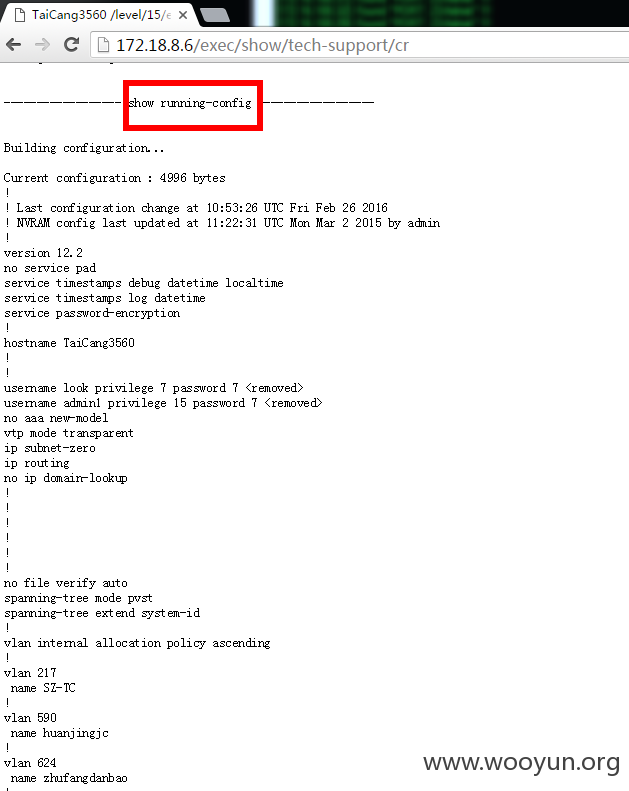 TaiCang3560 /level/15/e
172.18.8.6/exec/show/tech-support/cr
------------------ show running-config ------------------
Building configuration...
Current configuration : 4996 bytes
!
! Last configuration change at 10:53:26 UTC Fri Feb 26 2016
! NVRAM config last updated at 11:22:31 UTC Mon Mar 2 2015 by admin
!
version 12.2
no service pad
service timestamps debug datetime localtime
service timestamps log datetime
service password-encryption
!
hostname TaiCang3560
!
!
username look privilege 7 password 7 <removed>
username admin1 privilege 15 password 7 <removed>
no aaa new-model
vtp mode transparent
ip subnet-zero
ip routing
no ip domain-lookup
!
!
!
!
!
!
no file verify auto
spanning-tree mode pvst
spanning-tree extend system-id
!
vlan internal allocation policy ascending
!
vlan 217
name SZ-TC
!
vlan 590
name huanjingjc
!
vlan 624
name zhufangdanbao
!
www.wooyun.org